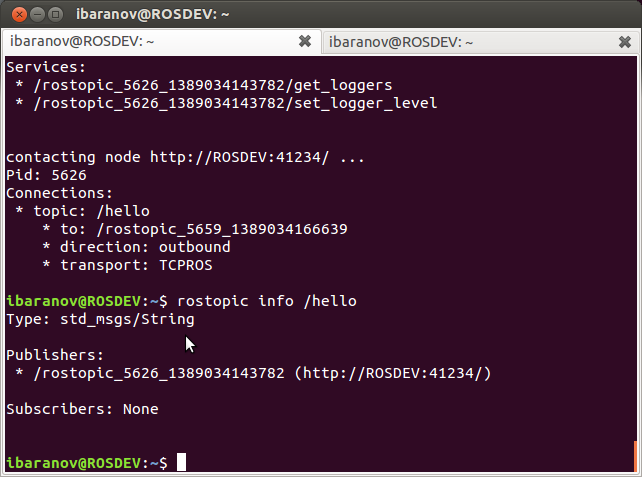 ibaranov@ROSDEV: ~
ibaranov@ROSDEV: ~
ibaranov@ROSDEV: ~
Services:
 * /rostopic_5626_1389034143782/get_loggers
 * /rostopic_5626_1389034143782/set_logger_level
contacting node http://ROSDEV:41234/ ...
Pid: 5626
Connections:
 * topic: /hello
    * to: /rostopic_5659_1389034166639
    * direction: outbound
    * transport: TCPROS
ibaranov@ROSDEV:~$ rostopic info /hello
Type: std_msgs/String
Publishers:
 * /rostopic_5626_1389034143782 (http://ROSDEV:41234/)
Subscribers: None
ibaranov@ROSDEV:~$